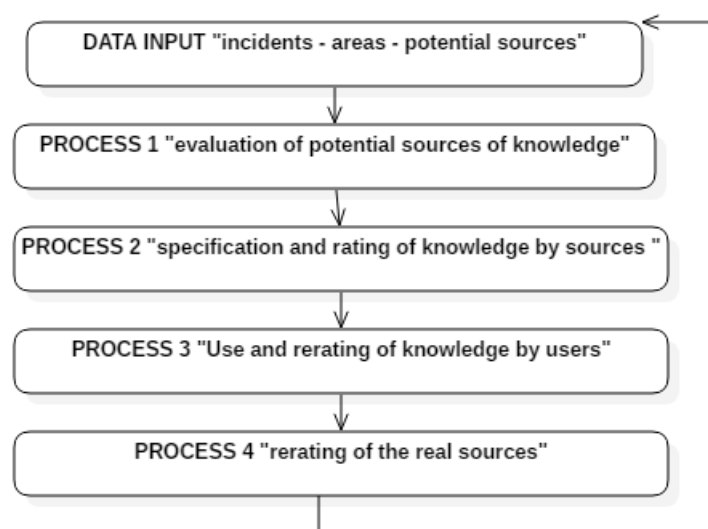 DATA INPUT "incidents - areas - potential sources"
PROCESS 1 "evaluation of potential sources of knowledge"
PROCESS 2 "specification and rating of knowledge by sources "
PROCESS 3 "Use and rerating of knowledge by users"
PROCESS 4 "rerating of the real sources"